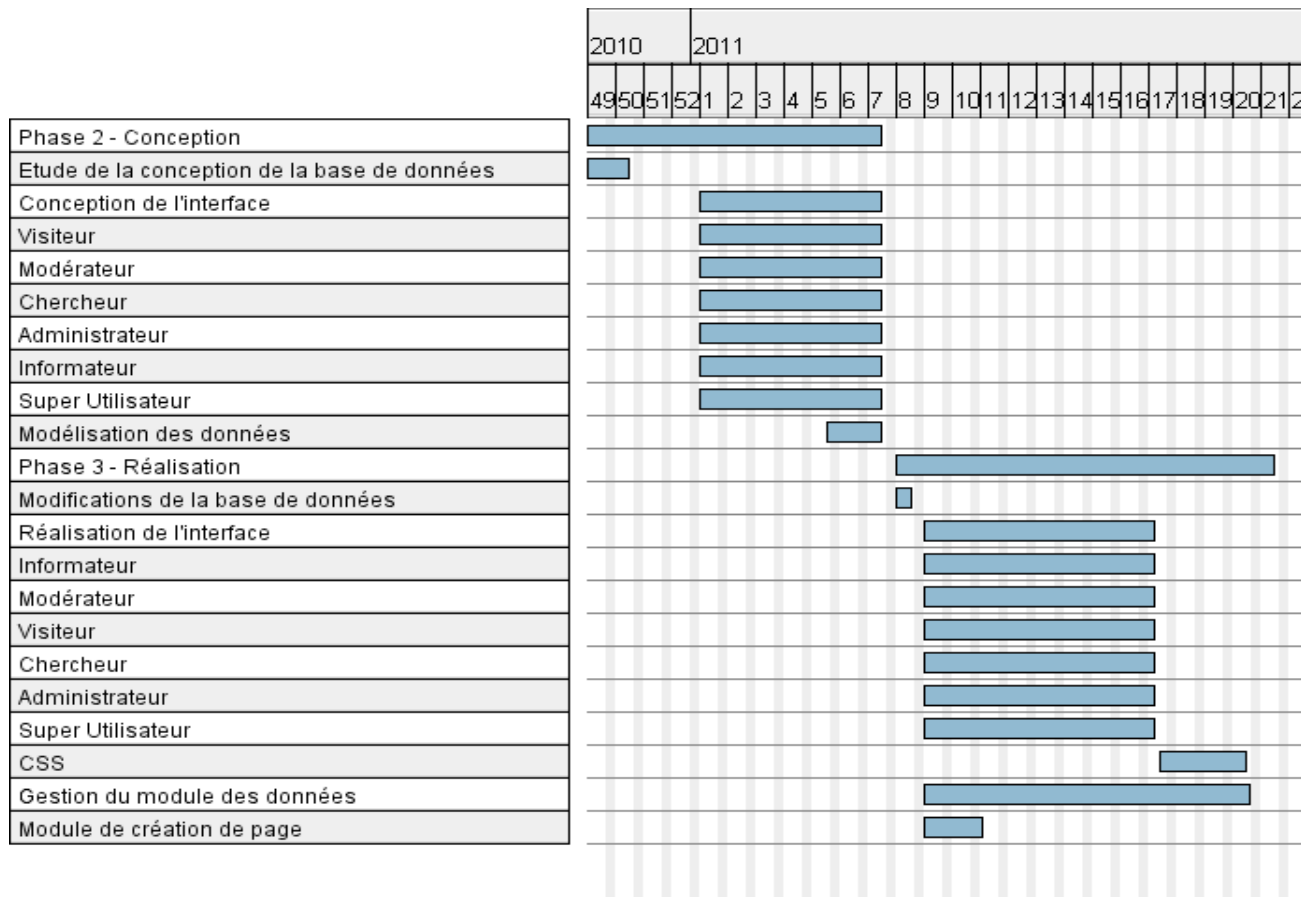 2010 2011
49 50 51 52 1 2 3 4 5 6 7 8 9 10 11 12 13 14 15 16 17 18 19 20 21 2
Phase 2 - Conception
Etude de la conception de la base de données
Conception de l'interface
Visiteur
Modérateur
Chercheur
Administrateur
Informateur
Super Utilisateur
Modélisation des données
Phase 3 - Réalisation
Modifications de la base de données
Réalisation de l'interface
Informateur
Modérateur
Visiteur
Chercheur
Administrateur
Super Utilisateur
CSS
Gestion du module des données
Module de création de page